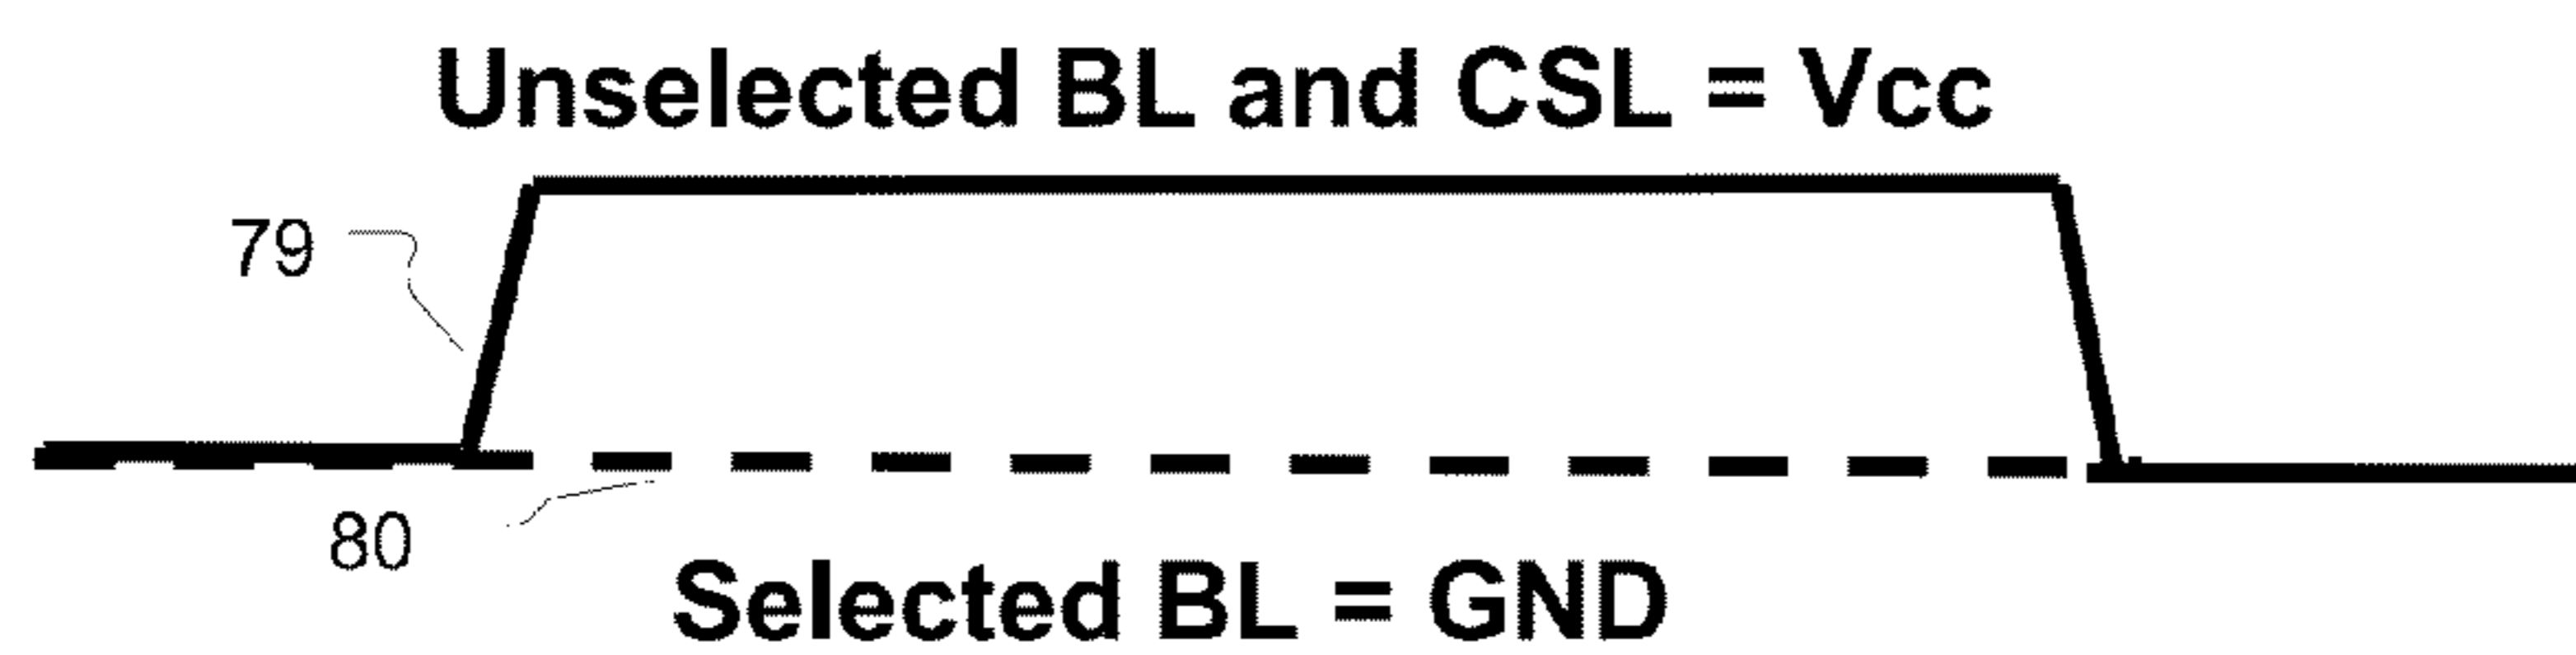 Unselected BL and CSL = Vcc
79
80
Selected BL = GND